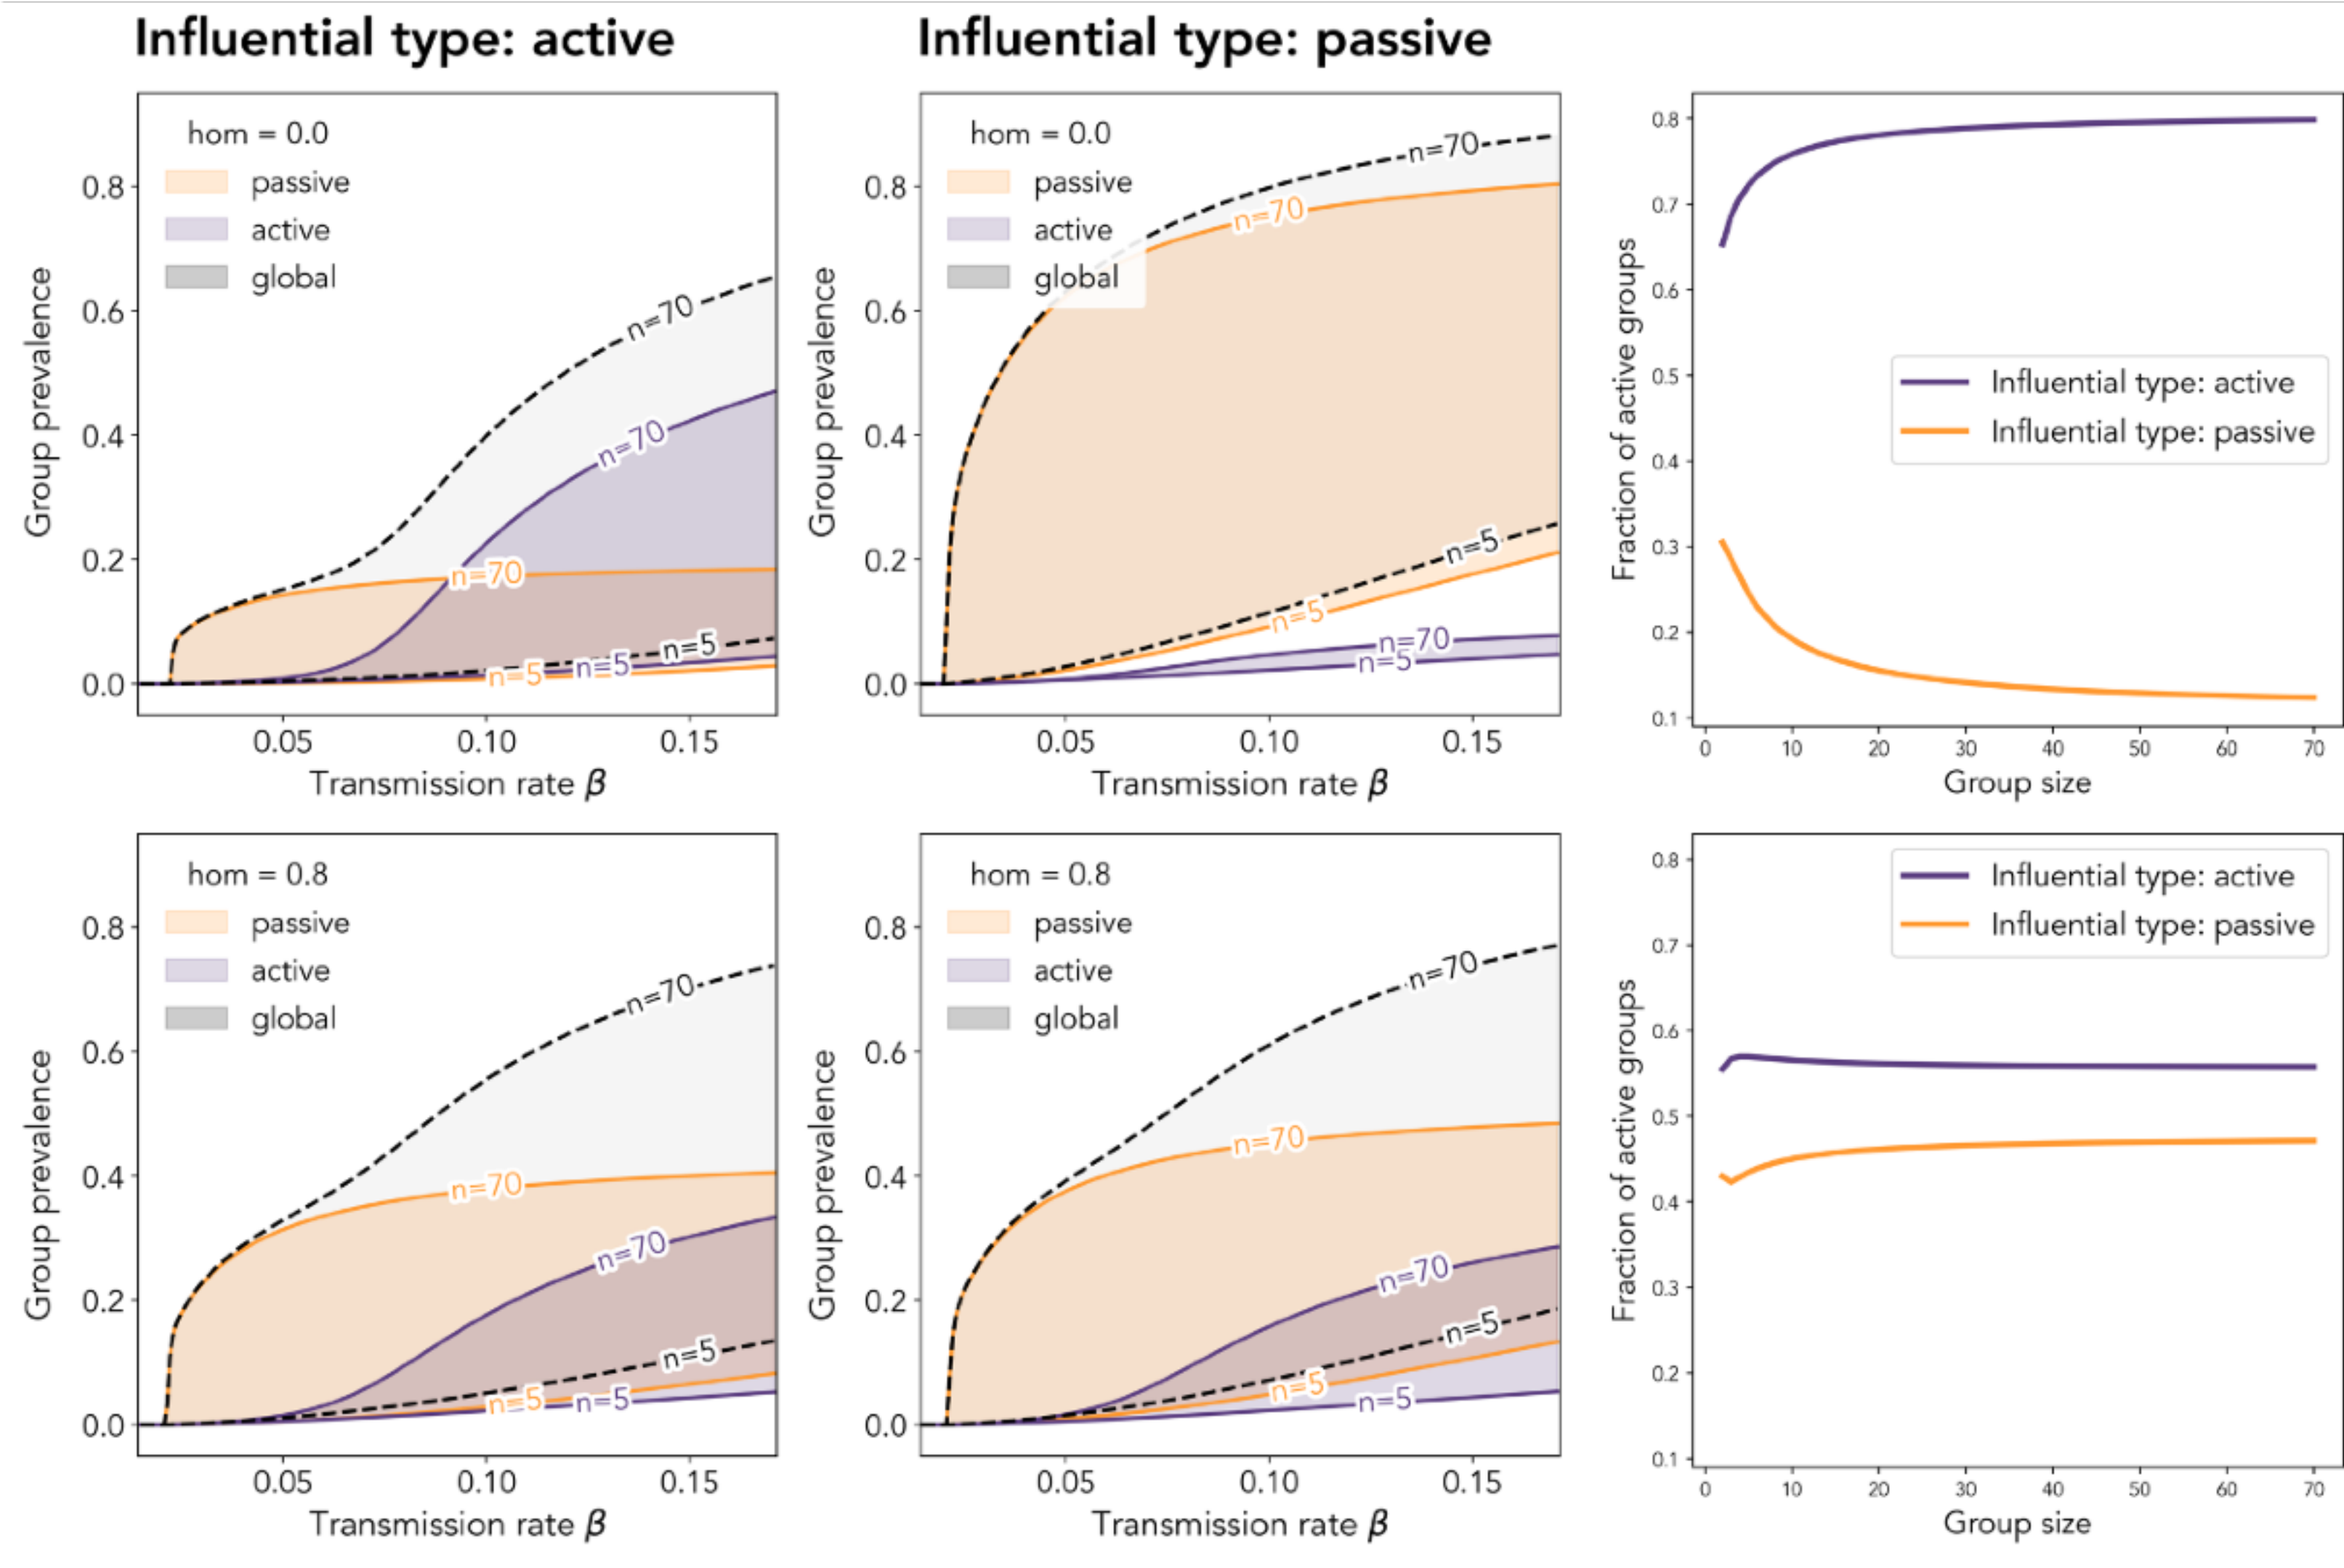 Influential type: active
Influential type: passive
hom = 0.0
passive
active
global
n=70
n=70
n=70
n=5
n=5
n=5
0.8
0.6
0.4
0.2
0.0
Group prevalence
0.05 0.10 0.15
Transmission rate β
hom = 0.0
passive
active
global
n=70
n=70
n=5
n=5
n=70
n=5
0.8
0.6
0.4
0.2
0.0
Group prevalence
0.05 0.10 0.15
Transmission rate β
0.8
0.7
0.6
0.5
0.4
0.3
0.2
0.1
Fraction of active groups
Influential type: active
Influential type: passive
0 10 20 30 40 50 60 70
Group size
hom = 0.8
passive
active
global
n=70
n=70
n=70
n=5
n=5
n=5
0.8
0.6
0.4
0.2
0.0
Group prevalence
0.05 0.10 0.15
Transmission rate β
hom = 0.8
passive
active
global
n=70
n=70
n=70
n=5
n=5
n=5
0.8
0.6
0.4
0.2
0.0
Group prevalence
0.05 0.10 0.15
Transmission rate β
Influential type: active
Influential type: passive
0.8
0.7
0.6
0.5
0.4
0.3
0.2
0.1
Fraction of active groups
0 10 20 30 40 50 60 70
Group size